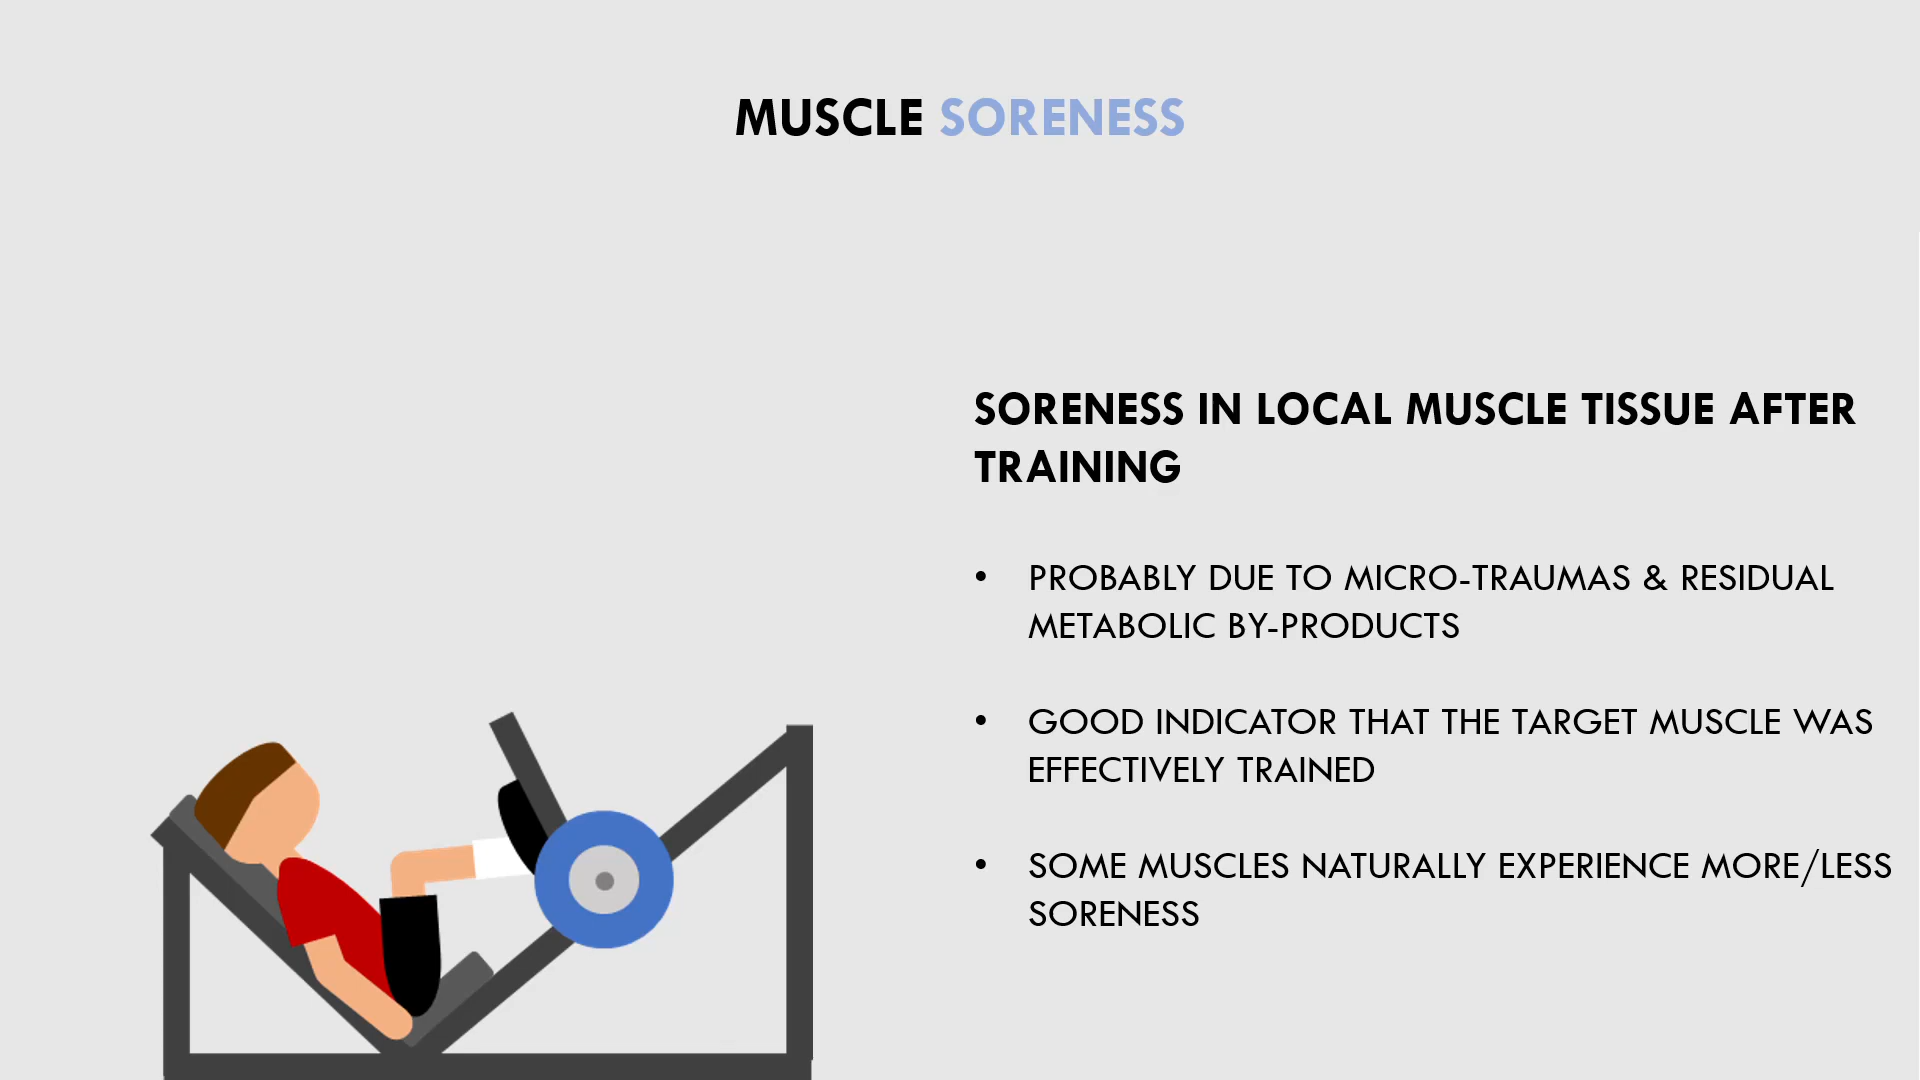 MUSCLE SORENESS
SORENESS IN LOCAL MUSCLE TISSUE AFTER
TRAINING
• PROBABLY DUE TO MICRO-TRAUMAS & RESIDUAL
METABOLIC BY-PRODUCTS
• GOOD INDICATOR THAT THE TARGET MUSCLE WAS
EFFECTIVELY TRAINED
• SOME MUSCLES NATURALLY EXPERIENCE MORE/LESS
SORENESS